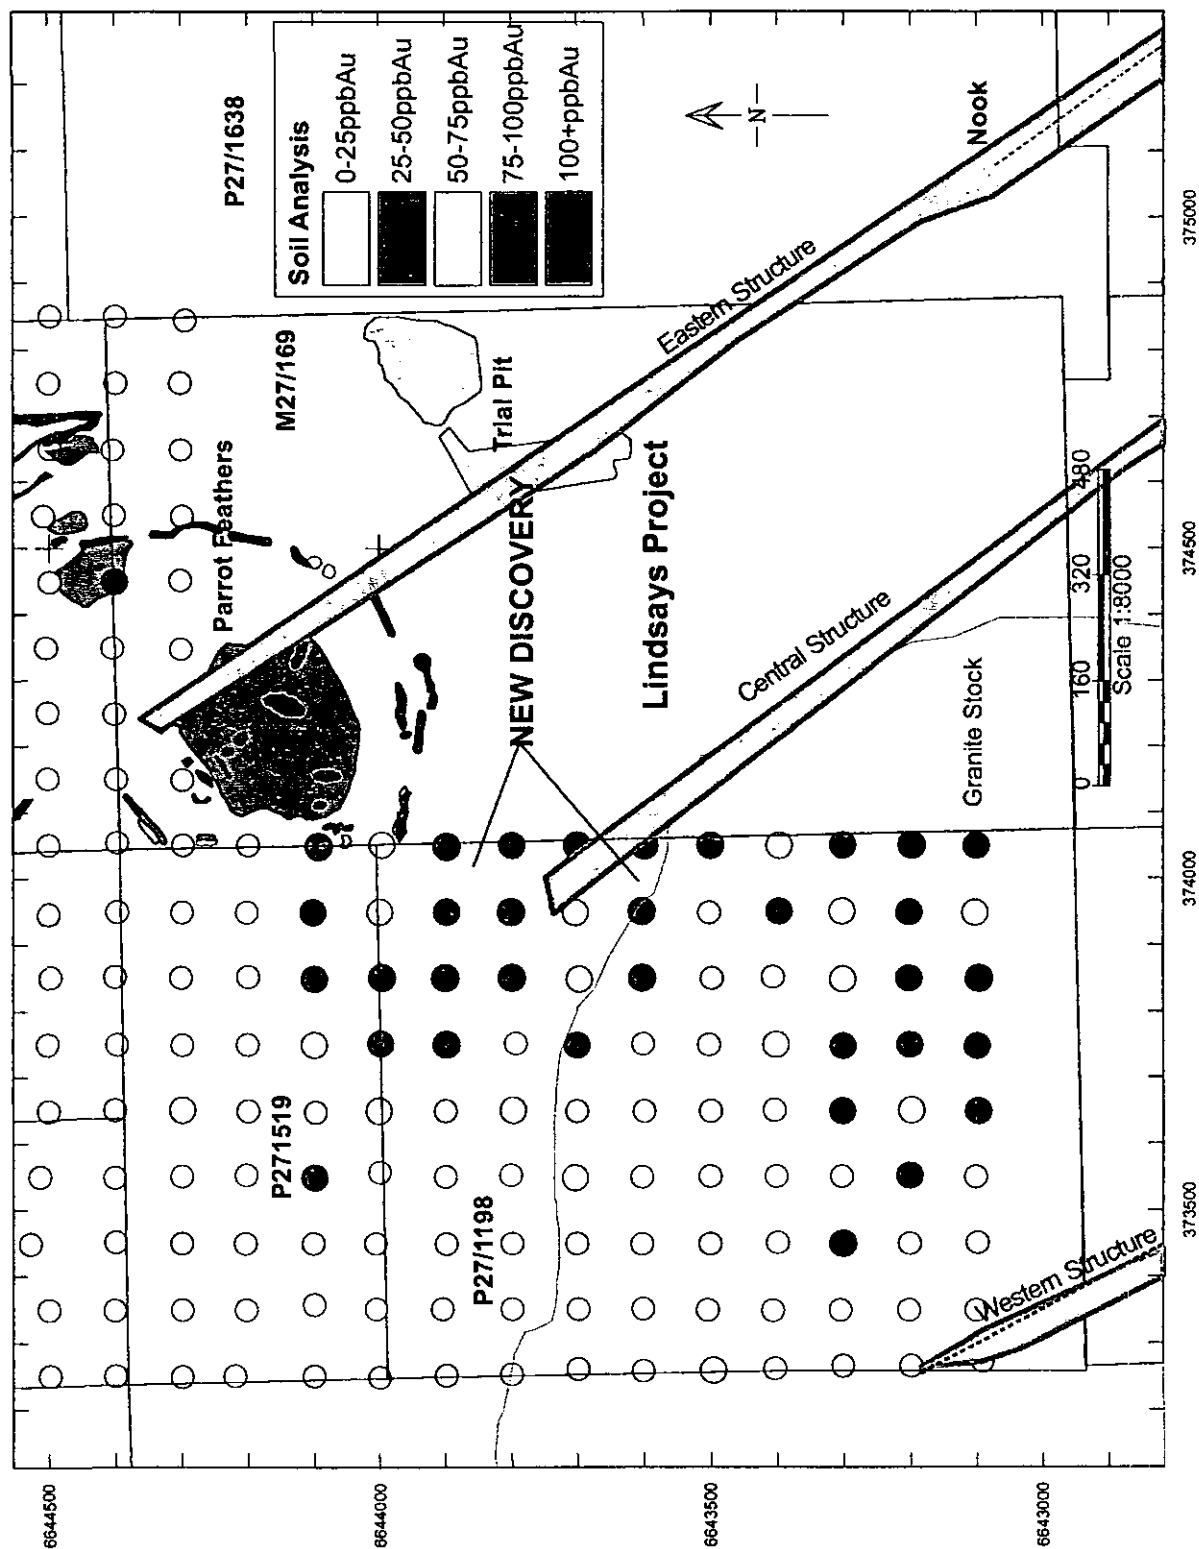 Soil Analysis
0-25ppbAu
25-50ppbAu
50-75ppbAu
75-100ppbAu
100+ppbAu
P27/1638
M27/169
Parrot Feathers
Trial Pit
Eastern Structure
Nook
-N-
NEW DISCOVERY
Lindsays Project
Central Structure
Granite Stock
0 160 320 480
Scale 1:8000
P271519
P27/1198
Western Structure
6644500
6644000
6643500
6643000
373500
374000
374500
375000